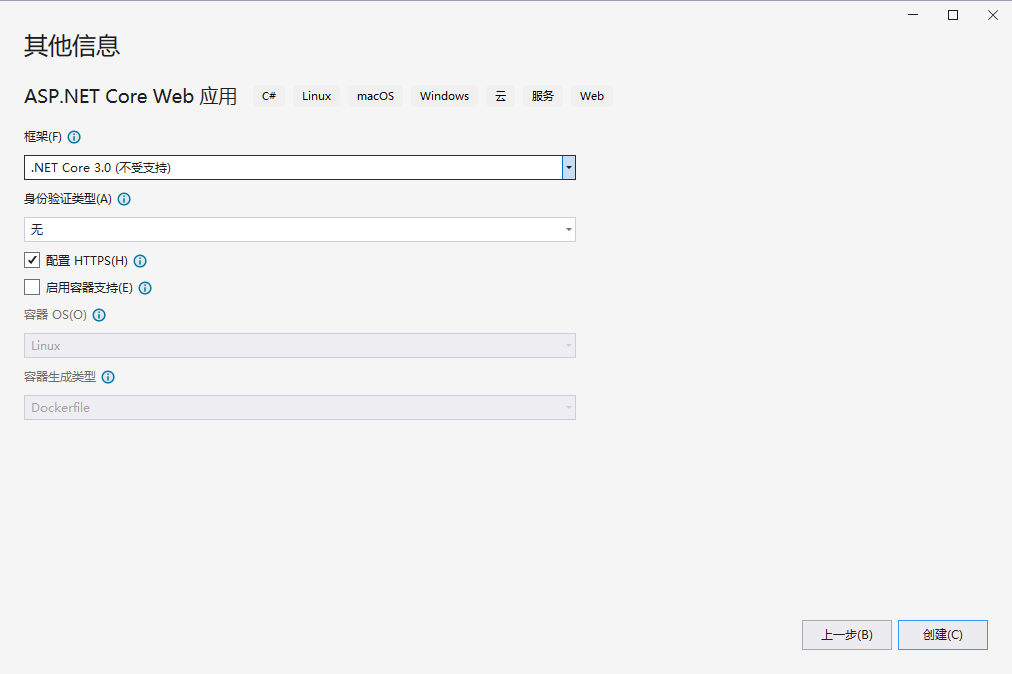 其他信息
ASP.NET Core Web 应用 C# Linux macOS Windows 云 服务 Web
框架(F)
.NET Core 3.0 (不受支持)
身份验证类型(A)
无
配置 HTTPS(H)
启用容器支持(E)
容器 OS(O)
Linux
容器生成类型
Dockerfile
上一步(B) 创建(C)